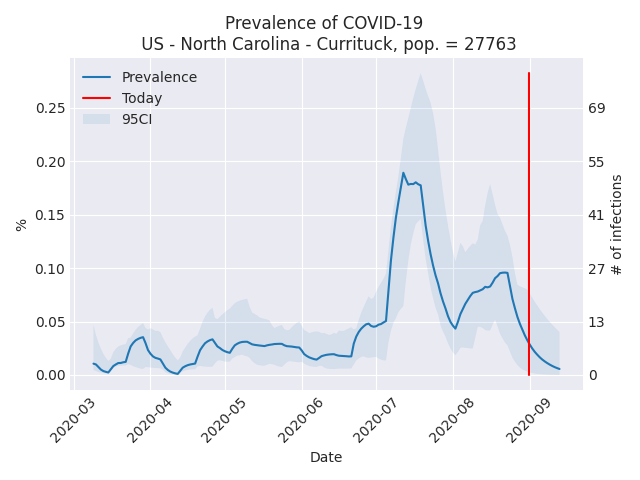 Prevalence of COVID-19
US - North Carolina - Currituck, pop. = 27763
Prevalence
Today
95CI
%
0.25
0.20
0.15
0.10
0.05
0.00
69
55
41
27
13
0
# of infections
2020-03
2020-04
2020-05
2020-06
2020-07
2020-08
2020-09
Date